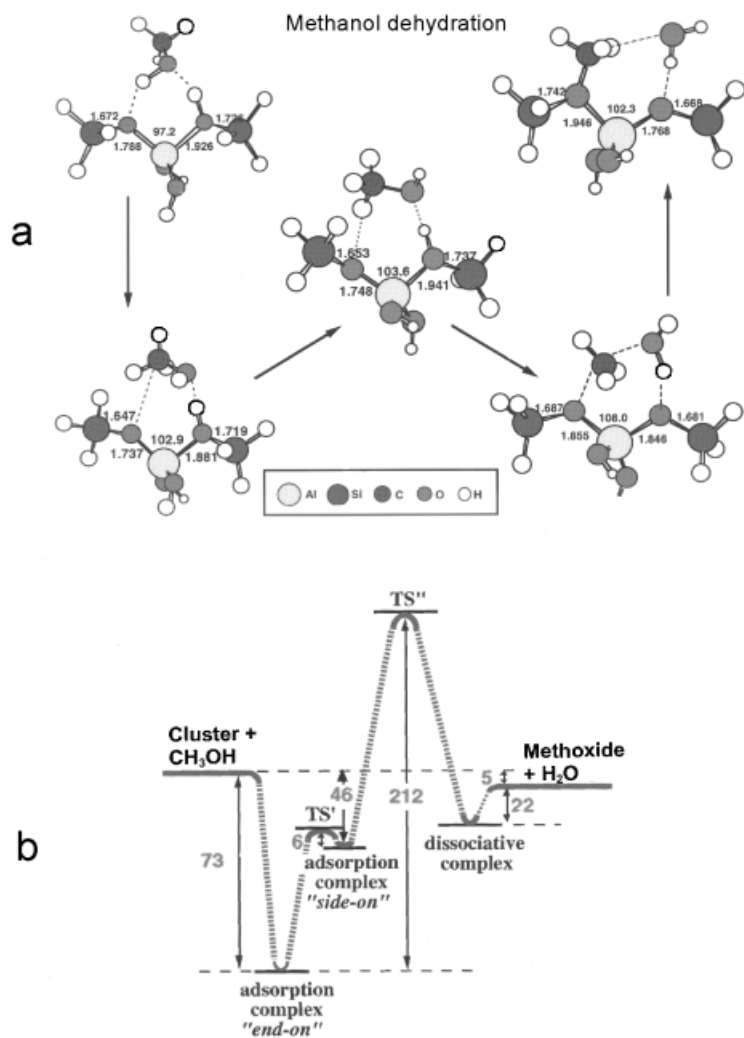 Methanol dehydration
1.672
97.2
1.788
1.926
1.742
102.3
1.668
1.946
1.768
a
1.653
103.6
1.737
1.748
1.941
1.647
102.9
1.719
1.737
1.881
1.687
108.0
1.681
1.855
1.846
Al Si C O H
TS"
Cluster +
CH₃OH
Methoxide
+ H₂O
5
46
212
22
TS'
6
b
73
adsorption
complex
"side-on"
dissociative
complex
adsorption
complex
"end-on"